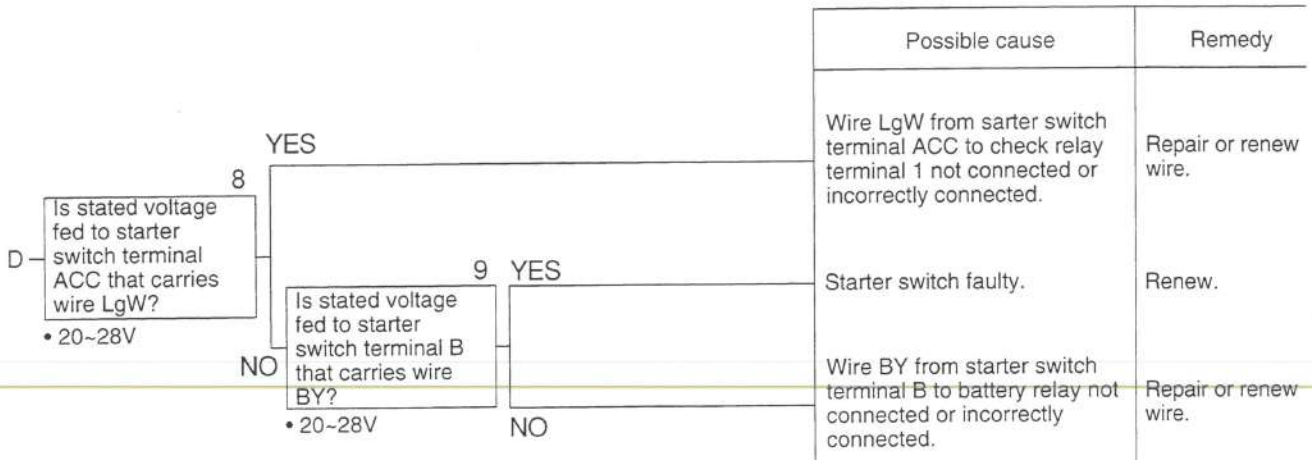 Possible cause
Remedy
YES
Wire LgW from sarter switch
terminal ACC to check relay
terminal 1 not connected or
incorrectly connected.
Repair or renew
wire.
8
D
Is stated voltage
fed to starter
switch terminal
ACC that carries
wire LgW?
• 20~28V
9
YES
Starter switch faulty.
Renew.
Is stated voltage
fed to starter
switch terminal B
that carries wire
BY?
• 20~28V
NO
NO
Wire BY from starter switch
terminal B to battery relay not
connected or incorrectly
connected.
Repair or renew
wire.